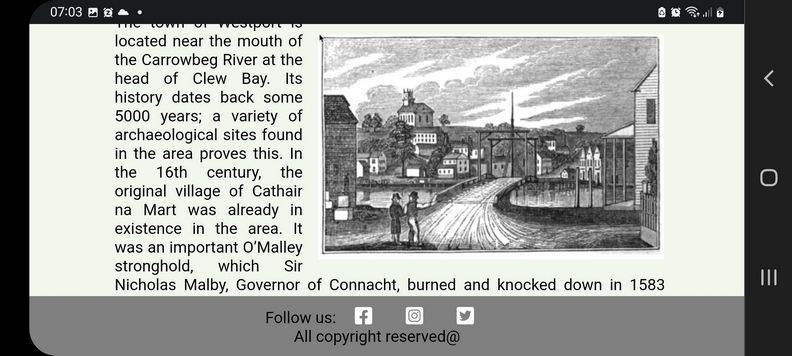 07:03
The town of Westport is
located near the mouth of
the Carrowbeg River at the
head of Clew Bay. Its
history dates back some
5000 years; a variety of
archaeological sites found
in the area proves this. In
the 16th century, the
original village of Cathair
na Mart was already in
existence in the area. It
was an important O’Malley
stronghold, which Sir
Nicholas Malby, Governor of Connacht, burned and knocked down in 1583
Follow us:
All copyright reserved@